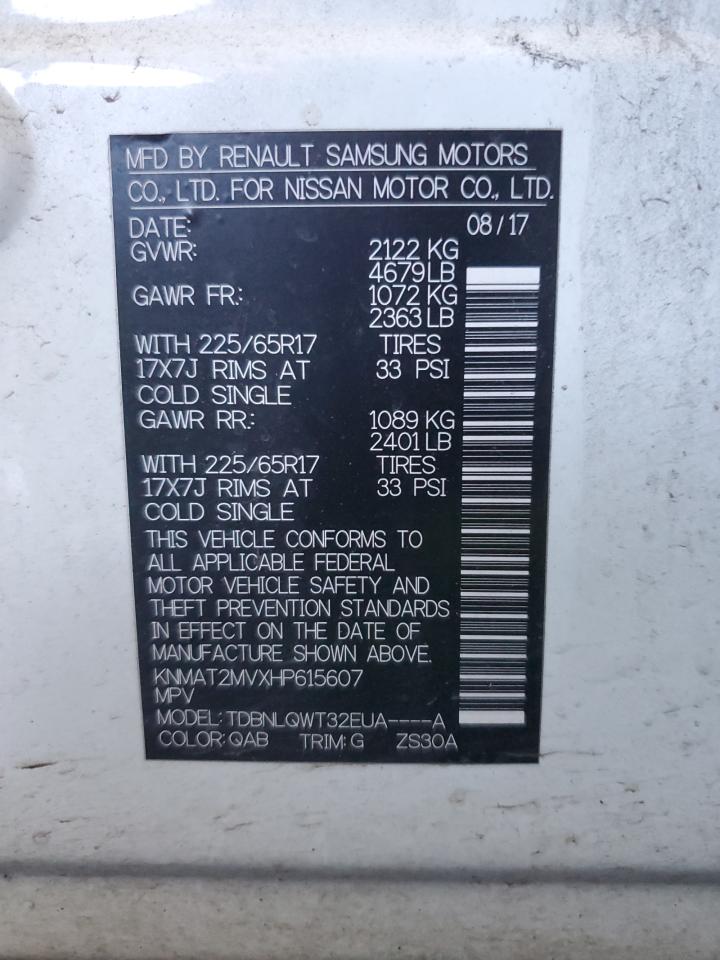 MFD BY RENAULT SAMSUNG MOTORS
CO., LTD. FOR NISSAN MOTOR CO., LTD.
DATE: 08/17
GVWR: 2122 KG
4679 LB
GAWR FR.: 1072 KG
2363 LB
WITH 225/65R17 TIRES
17X7J RIMS AT 33 PSI
COLD SINGLE
GAWR RR.: 1089 KG
2401 LB
WITH 225/65R17 TIRES
17X7J RIMS AT 33 PSI
COLD SINGLE
THIS VEHICLE CONFORMS TO
ALL APPLICABLE FEDERAL
MOTOR VEHICLE SAFETY AND
THEFT PREVENTION STANDARDS
IN EFFECT ON THE DATE OF
MANUFACTURE SHOWN ABOVE.
KNMAT2MVXHP615607
MPV
MODEL: TDBNLQWT32EUA----A
COLOR: QAB TRIM: G ZS30A